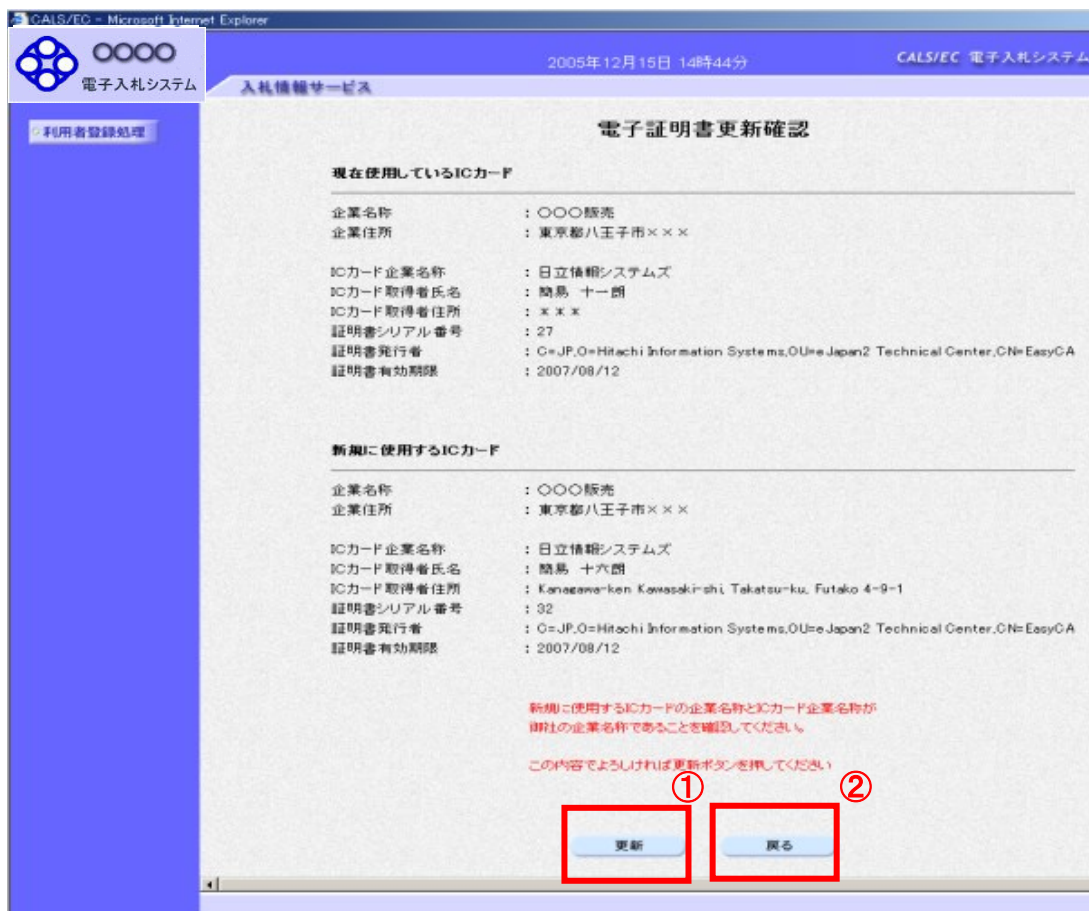 CALS/EC - Microsoft Internet Explorer
○○○○
電子入札システム
2005年12月15日 14時44分
CALS/EC 電子入札システム
入札情報サービス
利用者登録処理
電子証明書更新確認
現在使用しているICカード
企業名称 : ○○○販売
企業住所 : 東京都八王子市×××
ICカード企業名称 : 日立情報システムズ
ICカード取得者氏名 : 簡易 十一朗
ICカード取得者住所 : ***
証明書シリアル番号 : 27
証明書発行者 : C=JP,O=Hitachi Information Systems,OU=eJapan2 Technical Center,CN=EasyCA
証明書有効期限 : 2007/08/12
新規に使用するICカード
企業名称 : ○○○販売
企業住所 : 東京都八王子市×××
ICカード企業名称 : 日立情報システムズ
ICカード取得者氏名 : 簡易 十六朗
ICカード取得者住所 : Kanagawa-ken Kawasaki-shi, Takatsu-ku, Futako 4-9-1
証明書シリアル番号 : 32
証明書発行者 : C=JP,O=Hitachi Information Systems,OU=eJapan2 Technical Center,CN=EasyCA
証明書有効期限 : 2007/08/12
新規に使用するICカードの企業名称とICカード企業名称が
御社の企業名称であることを確認してください。
この内容でよろしければ更新ボタンを押してください
① ②
更新 戻る